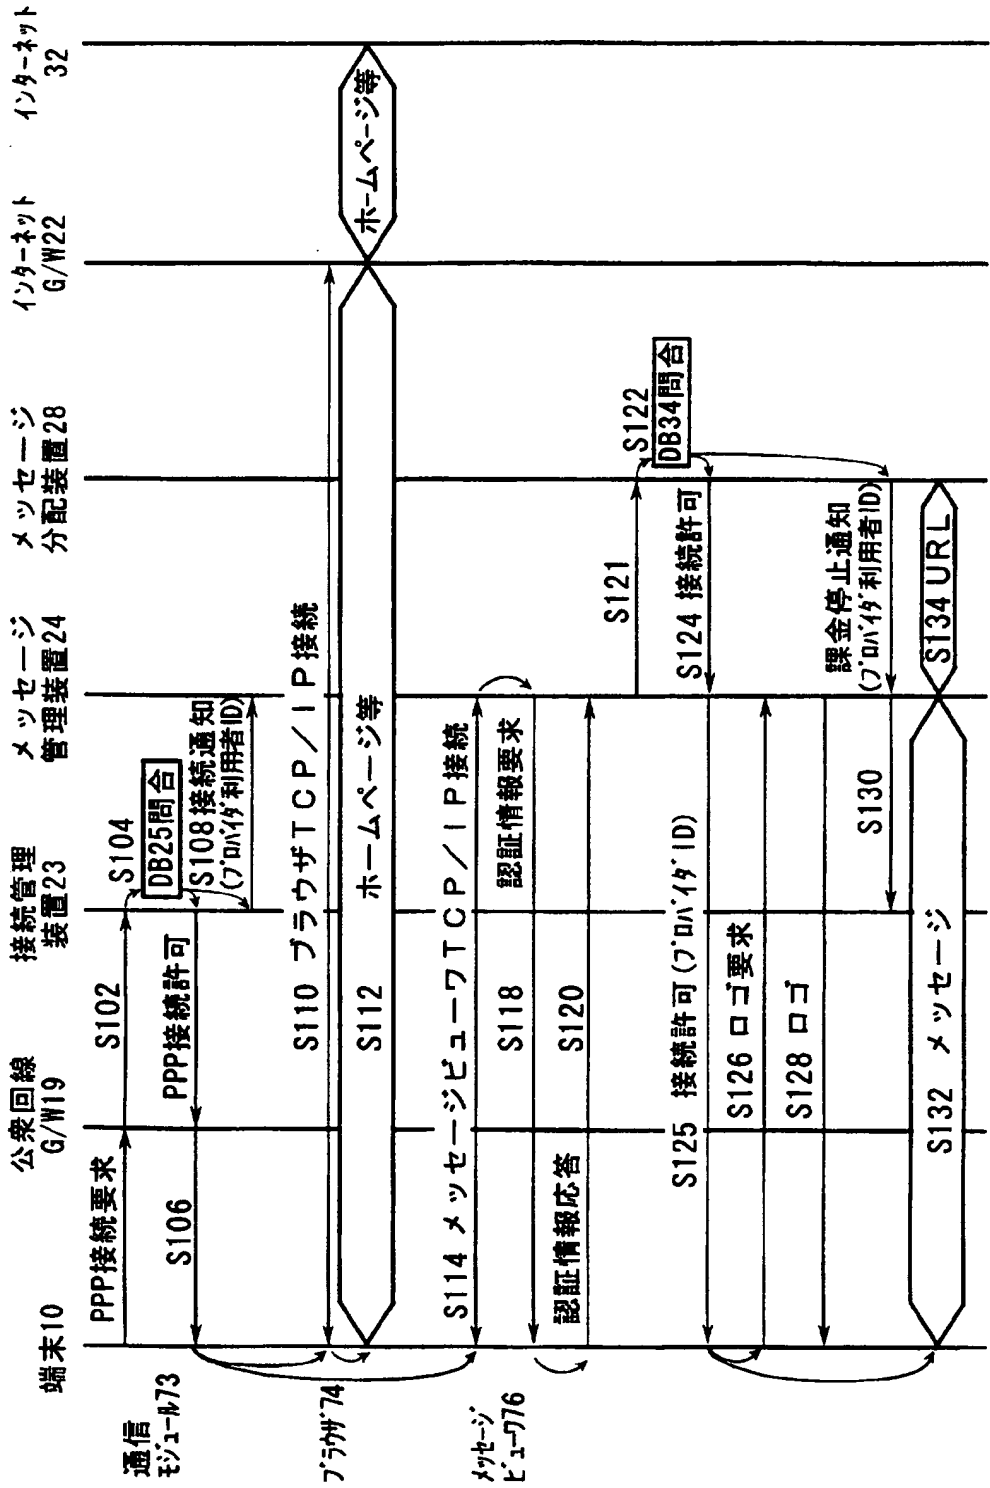 端末10
公衆回線
G/W19
接続管理
装置23
メッセージ
管理装置24
メッセージ
分配装置28
インターネット
G/W22
インターネット
32
通信
ﾓｼﾞｭｰﾙ73
PPP接続要求
S102
S104
DB25問合
PPP接続許可
S106
S108接続通知
(ﾌﾟﾛﾊﾞｲﾀﾞ利用者ID)
ﾌﾞﾗｳｻﾞ74
S110 ブラウザTCP/IP接続
S112 ホームページ等
ホームページ等
ﾒｯｾｰｼﾞ
ﾋﾞｭｰﾜ76
S114 メッセージビューワTCP/IP接続
S118 認証情報要求
認証情報応答 S120
S121
S122
DB34問合
S124 接続許可
S125 接続許可(ﾌﾟﾛﾊﾞｲﾀﾞID)
S126 ロゴ要求
S128 ロゴ
課金停止通知
(ﾌﾟﾛﾊﾞｲﾀﾞ利用者ID)
S130
S132 メッセージ
S134 URL